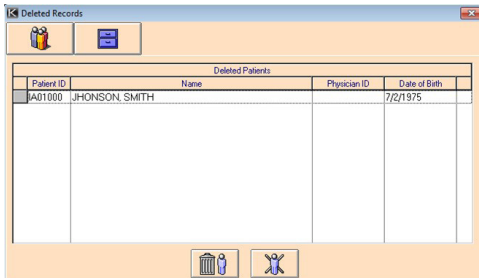 K Deleted Records
Deleted Patients
Patient ID Name Physician ID Date of Birth
IA01000 JHONSON, SMITH 7/2/1975